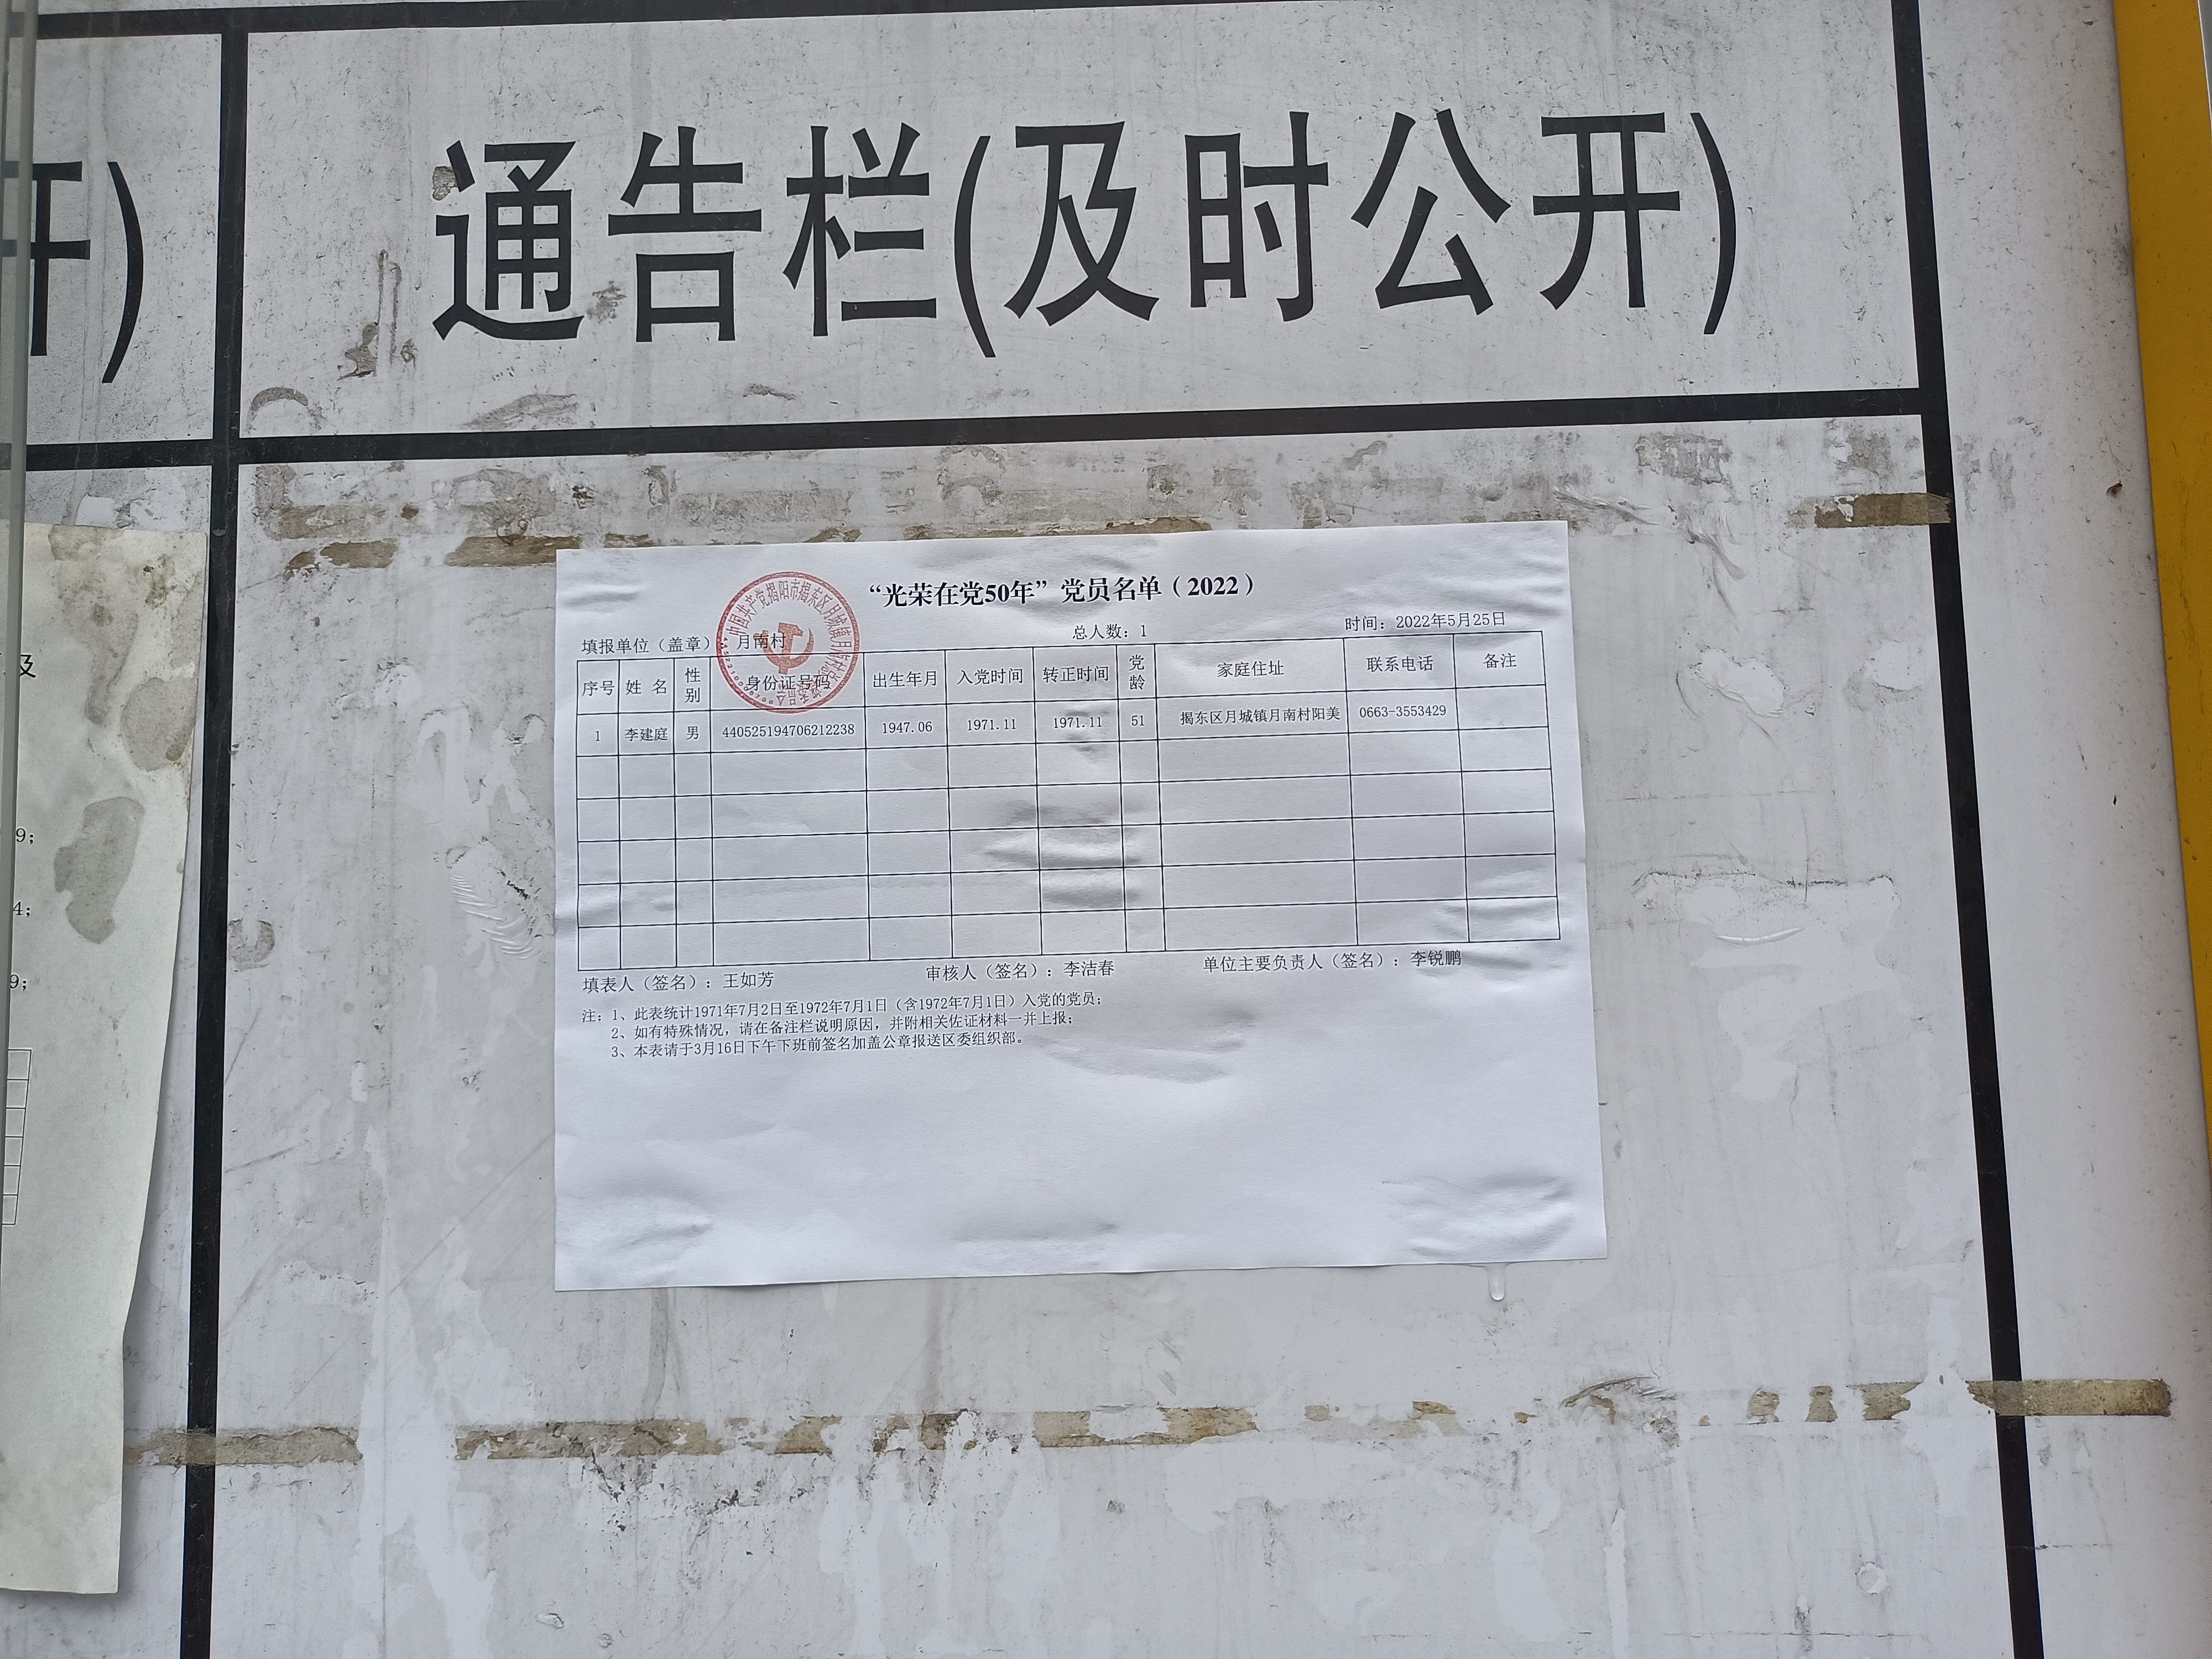 开)
通告栏(及时公开)
及
9;
4;
9;
“光荣在党50年”党员名单（2022）
填报单位（盖章） 月南村 总人数：1 时间：2022年5月25日
序号 姓 名 性别 身份证号码 出生年月 入党时间 转正时间 党龄 家庭住址 联系电话 备注
1 李建庭 男 440525194706212238 1947.06 1971.11 1971.11 51 揭东区月城镇月南村阳美 0663-3553429
填表人（签名）：王如芳 审核人（签名）：李洁春 单位主要负责人（签名）：李锐鹏
注：1、此表统计1971年7月2日至1972年7月1日（含1972年7月1日）入党的党员；
2、如有特殊情况，请在备注栏说明原因，并附相关佐证材料一并上报；
3、本表请于3月16日下午下班前签名加盖公章报送区委组织部。